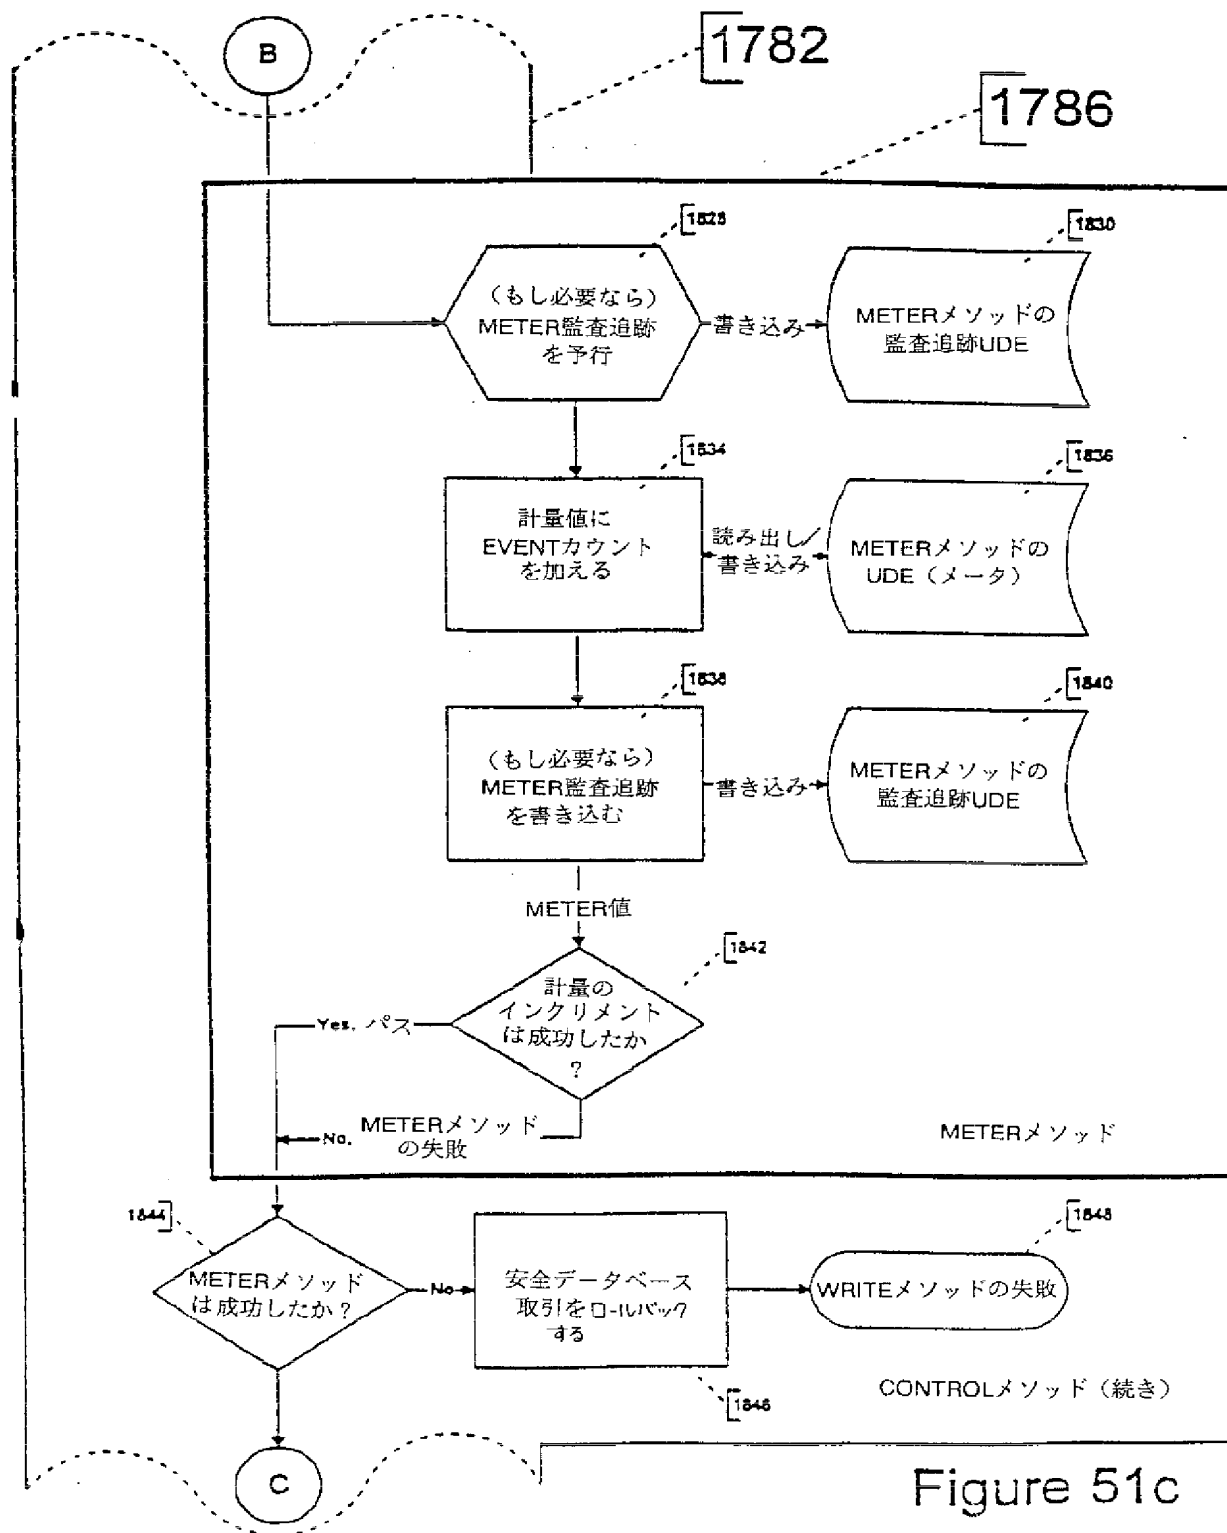 B
1782
1786
1828
1830
(もし必要なら)
METER監査追跡
を予行
書き込み
METERメソッドの
監査追跡UDE
1834
1836
計量値に
EVENTカウント
を加える
読み出し/
書き込み
METERメソッドの
UDE(メータ)
1838
1840
(もし必要なら)
METER監査追跡
を書き込む
書き込み
METERメソッドの
監査追跡UDE
METER値
1842
計量の
インクリメント
は成功したか
?
Yes, パス
No,
METERメソッド
の失敗
METERメソッド
1844
METERメソッド
は成功したか?
No
安全データベース
取引をロールバック
する
1846
1848
WRITEメソッドの失敗
CONTROLメソッド(続き)
C
Figure 51c